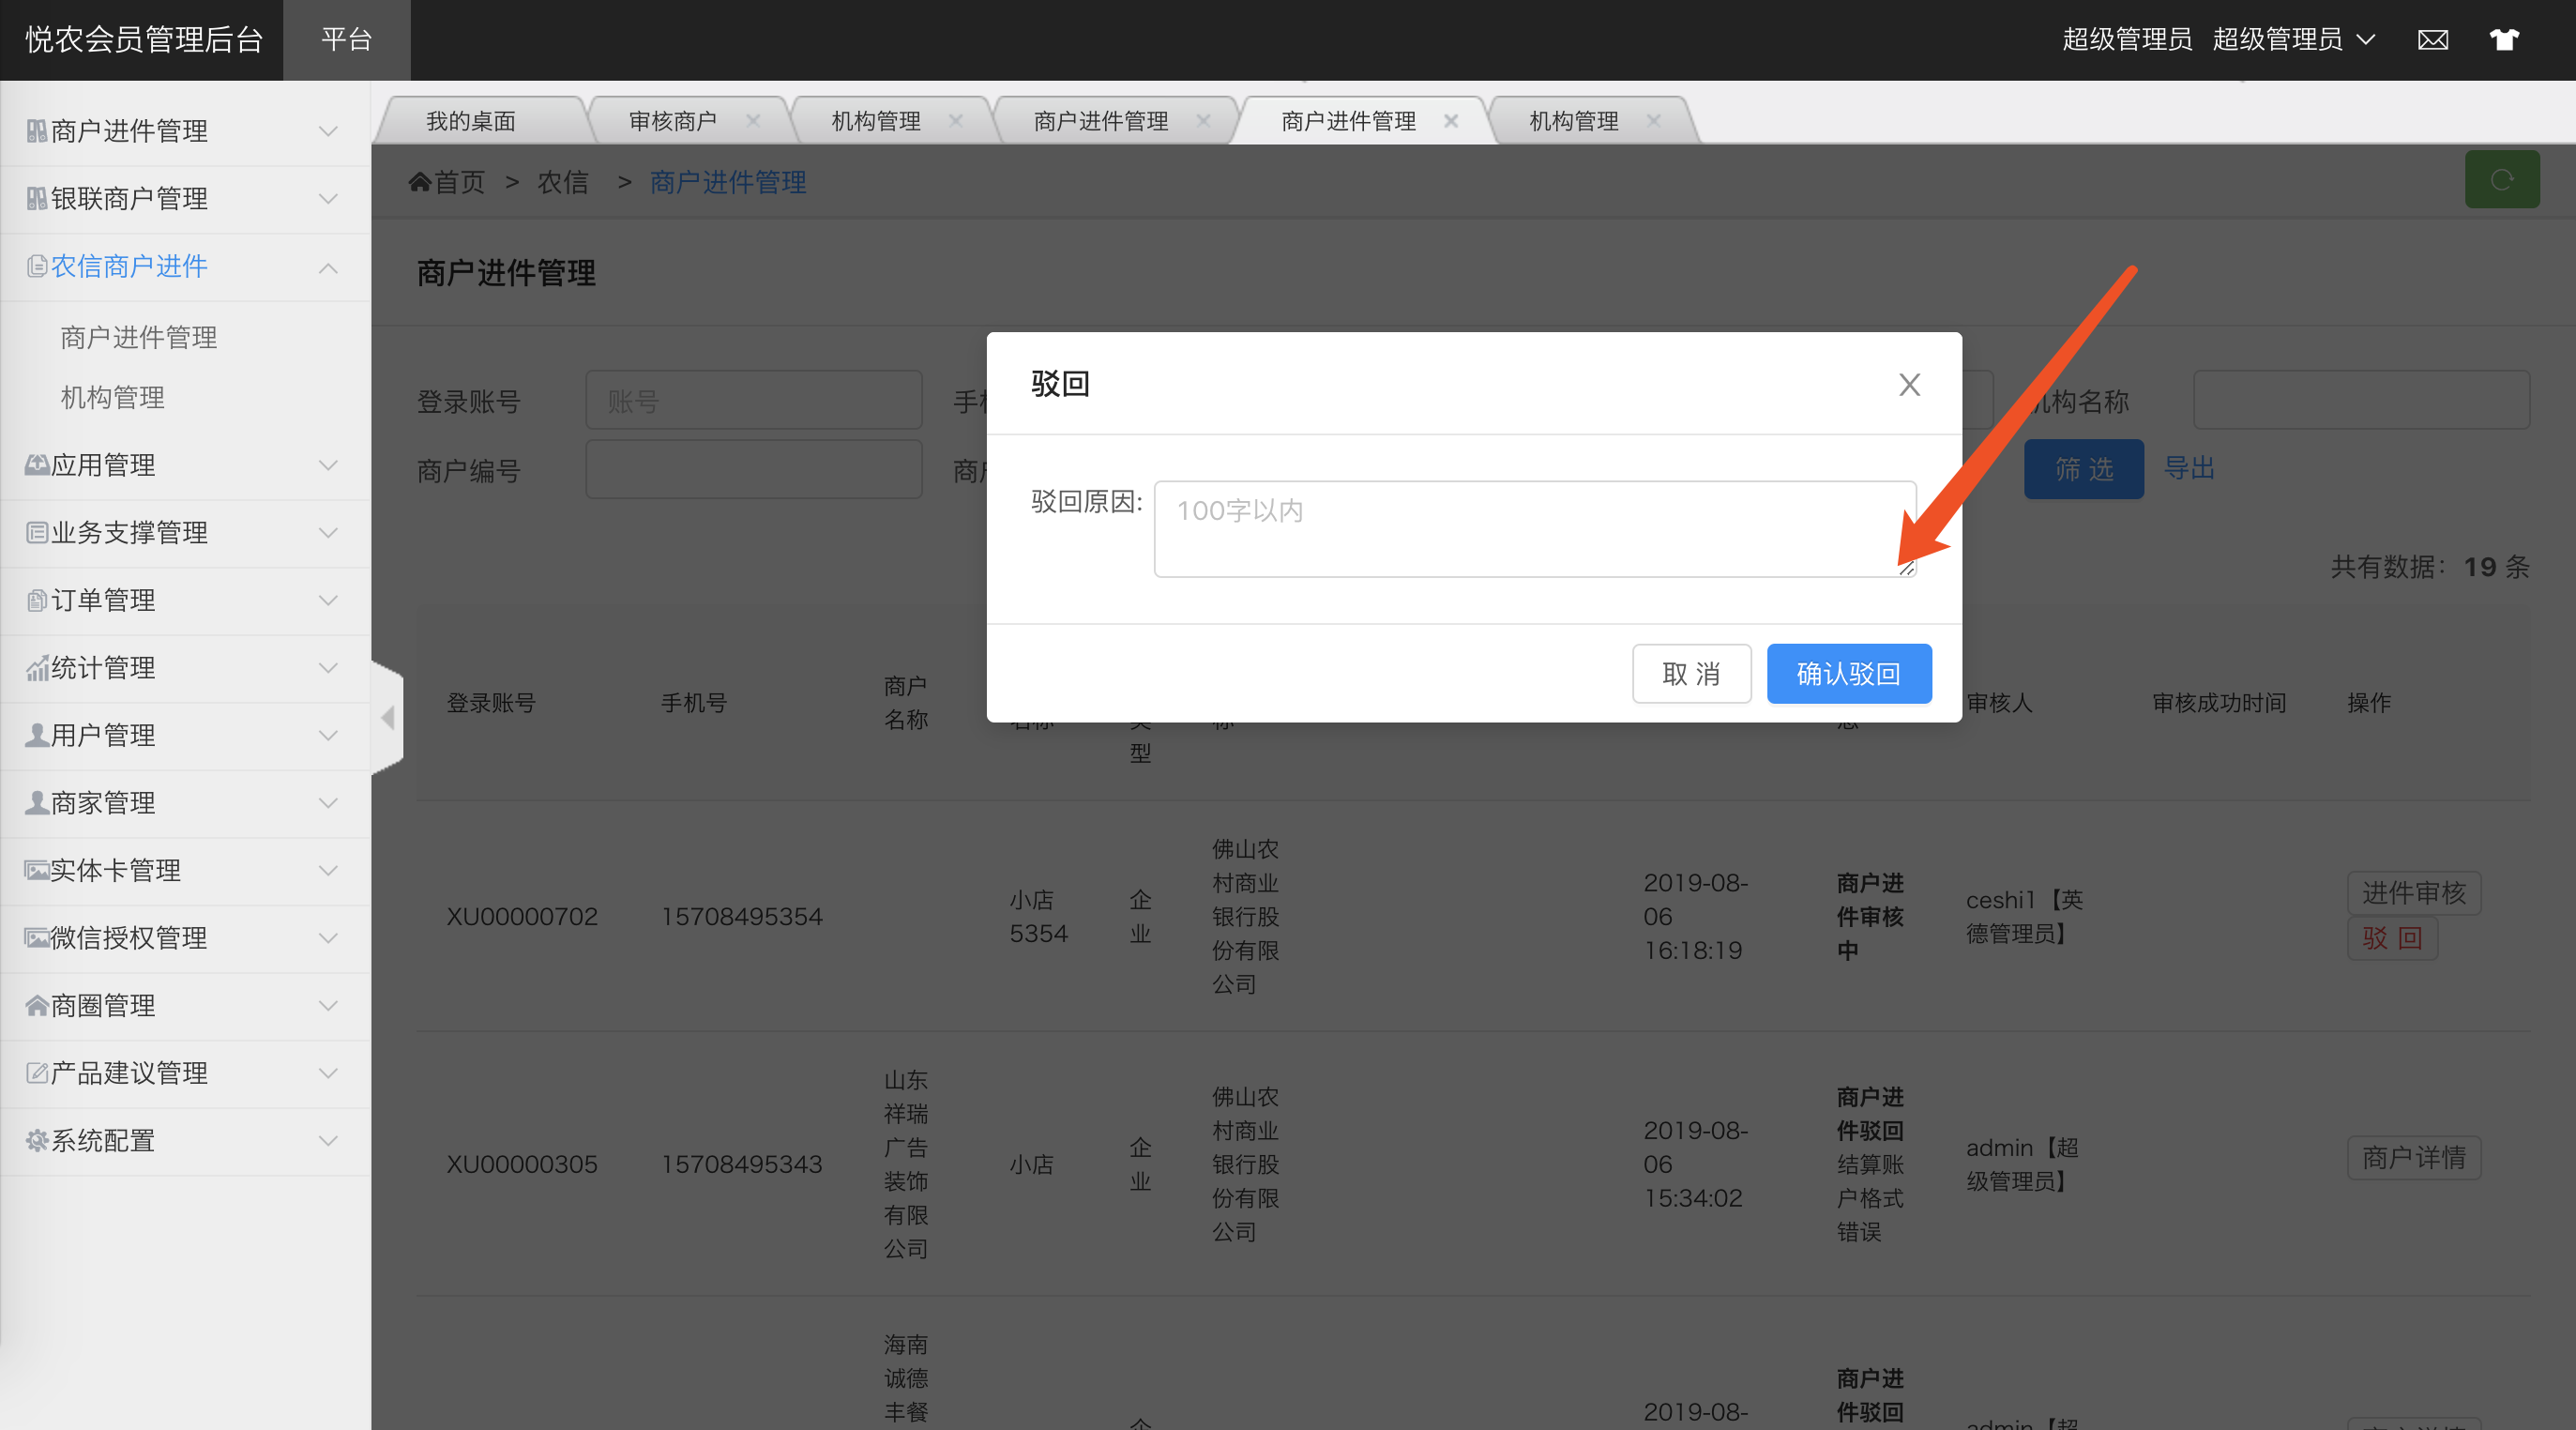 悦农会员管理后台
平台
超级管理员 超级管理员
商户进件管理
银联商户管理
农信商户进件
商户进件管理
机构管理
应用管理
业务支撑管理
订单管理
统计管理
用户管理
商家管理
实体卡管理
微信授权管理
商圈管理
产品建议管理
系统配置
我的桌面
审核商户
机构管理
商户进件管理
商户进件管理
机构管理
首页 > 农信 > 商户进件管理
商户进件管理
登录账号
账号
机构名称
商户编号
筛 选
导出
共有数据：19 条
驳回
驳回原因:
100字以内
取 消
确认驳回
登录账号
手机号
商户
名称
型
审核人
审核成功时间
操作
XU00000702
15708495354
小店
5354
企
业
佛山农
村商业
银行股
份有限
公司
2019-08-
06
16:18:19
商户进
件审核
中
ceshi1【英
德管理员】
进件审核
驳 回
XU00000305
15708495343
山东
祥瑞
广告
装饰
有限
公司
小店
企
业
佛山农
村商业
银行股
份有限
公司
2019-08-
06
15:34:02
商户进
件驳回
结算账
户格式
错误
admin【超
级管理员】
商户详情
海南
诚德
丰餐
2019-08-
商户进
件驳回